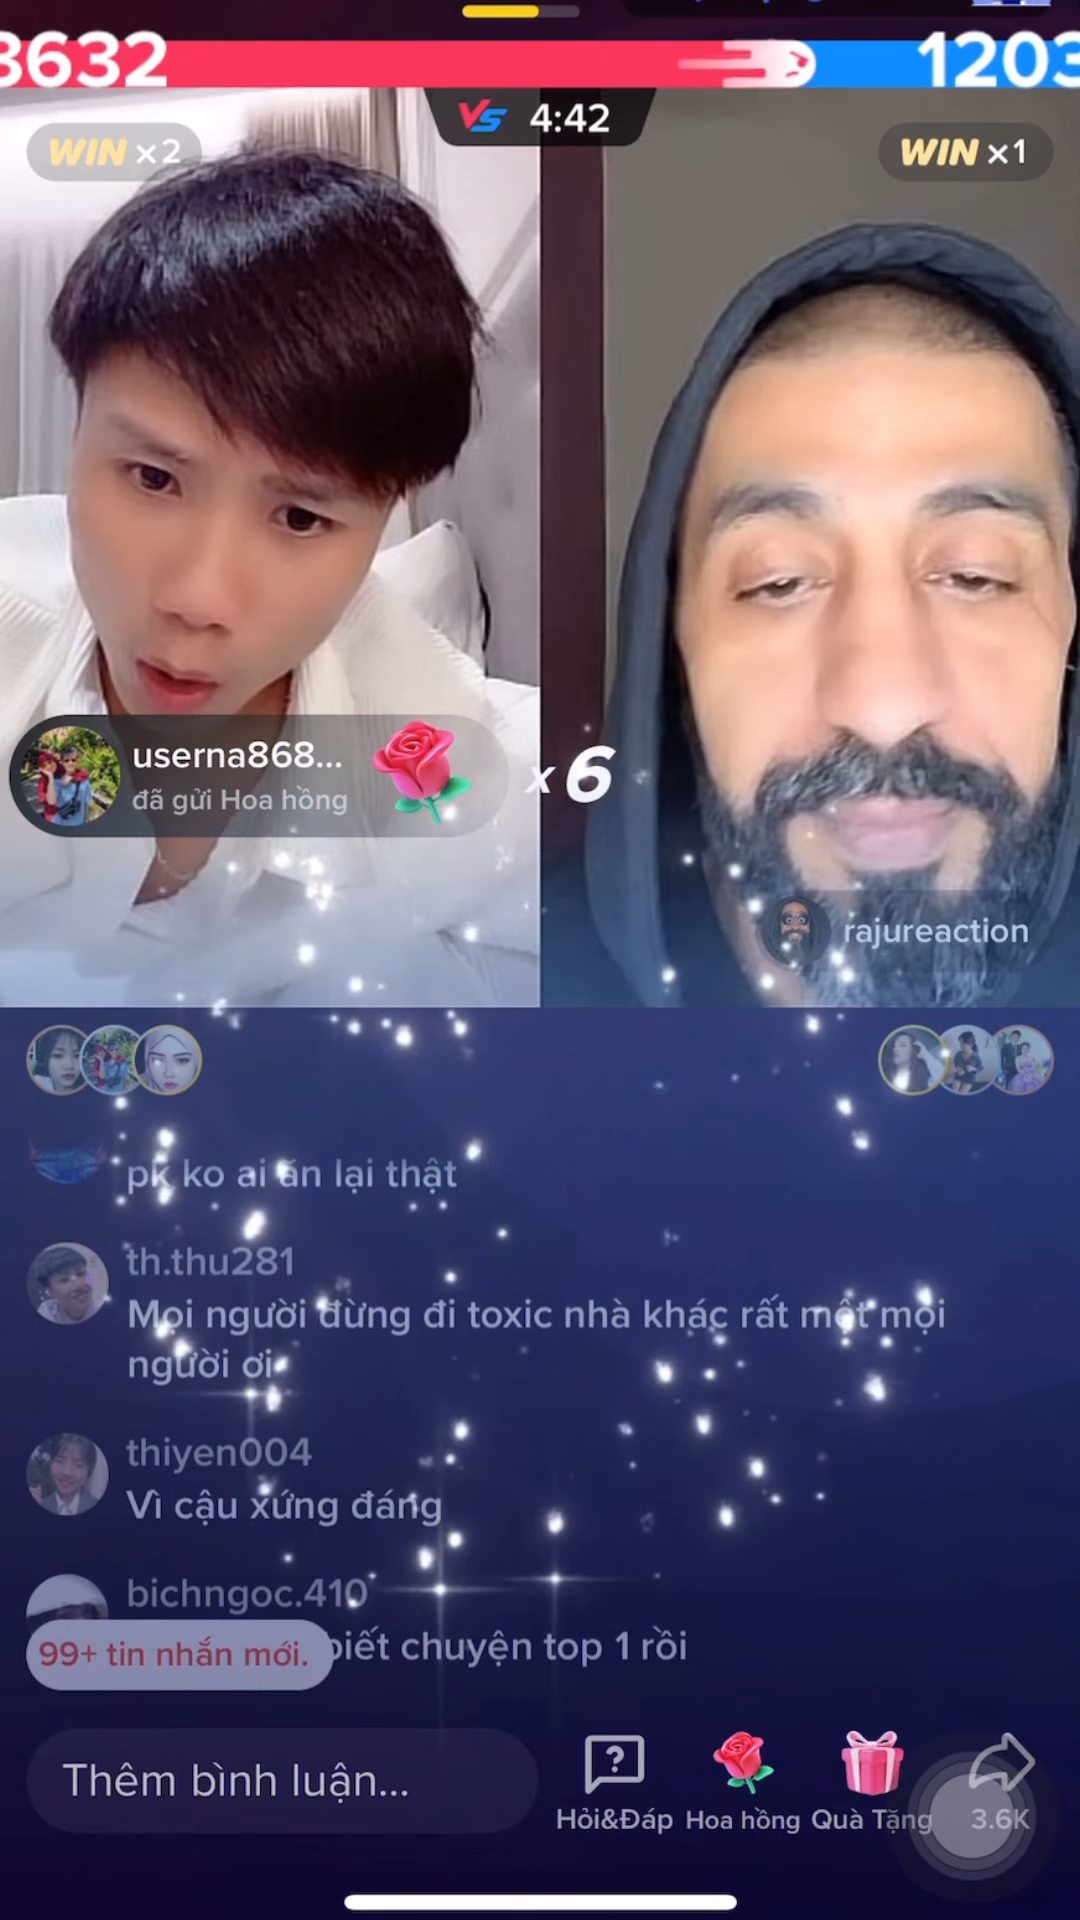 3632
1203
VS 4:42
WIN x2
WIN x1
userna868...
đã gửi Hoa hồng
x 6
rajureaction
pk ko ai ăn lại thật
th.thu281
Mọi người đừng đi toxic nhà khác rất mệt mỏi
người ơi
thiyen004
Vì cậu xứng đáng
bichngoc.410
99+ tin nhắn mới.
biết chuyện top 1 rồi
Thêm bình luận...
Hỏi&Đáp
Hoa hồng
Quà Tặng
3.6K